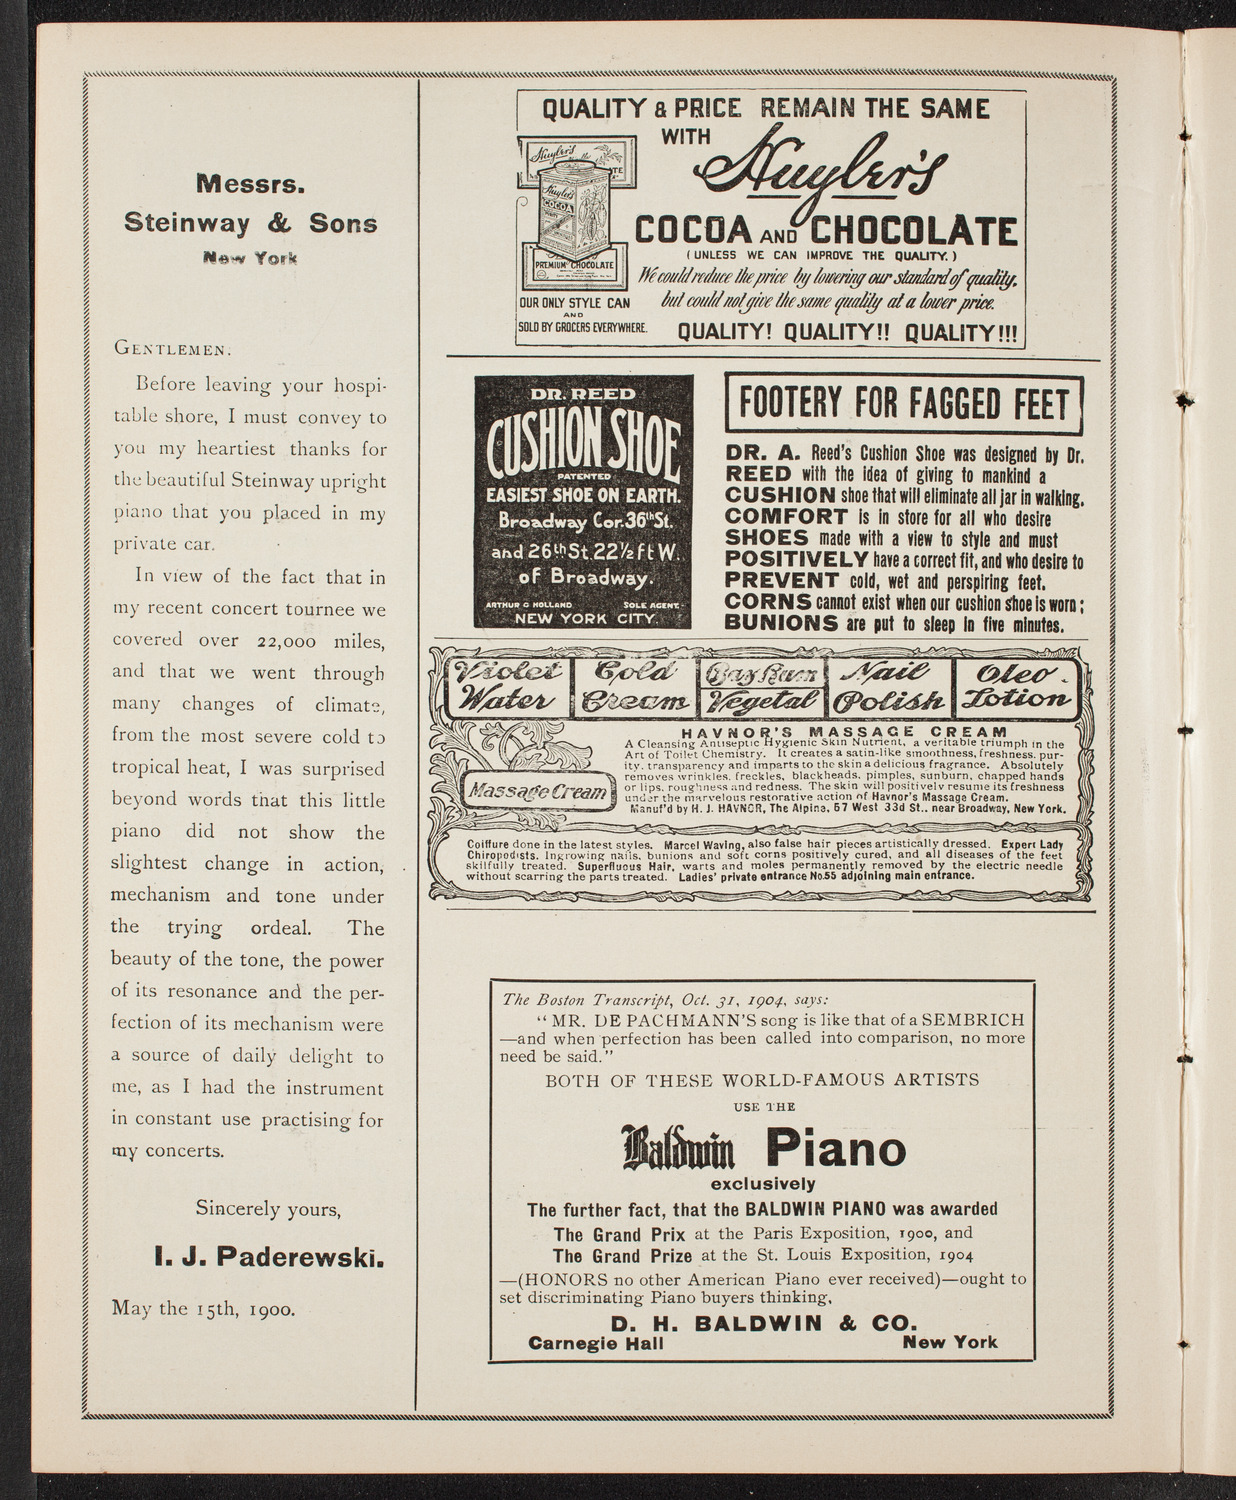 Messrs.
Steinway & Sons
New York
GENTLEMEN.
Before leaving your hospi-
table shore, I must convey to
you my heartiest thanks for
the beautiful Steinway upright
piano that you placed in my
private car.
In view of the fact that in
my recent concert tournee we
covered over 22,000 miles,
and that we went through
many changes of climate,
from the most severe cold to
tropical heat, I was surprised
beyond words that this little
piano did not show the
slightest change in action,
mechanism and tone under
the trying ordeal. The
beauty of the tone, the power
of its resonance and the per-
fection of its mechanism were
a source of daily delight to
me, as I had the instrument
in constant use practising for
my concerts.
Sincerely yours,
I. J. Paderewski.
May the 15th, 1900.
QUALITY & PRICE REMAIN THE SAME
WITH Huyler's
COCOA AND CHOCOLATE
(UNLESS WE CAN IMPROVE THE QUALITY.)
We could reduce the price by lowering our standard of quality,
but could not give the same quality at a lower price.
QUALITY! QUALITY!! QUALITY!!!
Huyler's
Huyler's
COCOA
PREMIUM CHOCOLATE
OUR ONLY STYLE CAN
AND
SOLD BY GROCERS EVERYWHERE.
DR. REED
CUSHION SHOE
PATENTED
EASIEST SHOE ON EARTH.
Broadway Cor. 36th St.
and 26th St. 22½ ft W.
of Broadway.
ARTHUR G HOLLAND SOLE AGENT.
NEW YORK CITY.
FOOTERY FOR FAGGED FEET
DR. A. Reed's Cushion Shoe was designed by Dr.
REED with the idea of giving to mankind a
CUSHION shoe that will eliminate all jar in walking.
COMFORT is in store for all who desire
SHOES made with a view to style and must
POSITIVELY have a correct fit, and who desire to
PREVENT cold, wet and perspiring feet.
CORNS cannot exist when our cushion shoe is worn;
BUNIONS are put to sleep in five minutes.
Violet Water
Cold Cream
Bay Rum
Vegetal
Nail Polish
Oleo Lotion
Massage Cream
HAVNOR'S MASSAGE CREAM
A Cleansing Antiseptic Hygienic Skin Nutrient, a veritable triumph in the
Art of Toilet Chemistry. It creates a satin-like smoothness, freshness, pur-
ity, transparency and imparts to the skin a delicious fragrance. Absolutely
removes wrinkles, freckles, blackheads, pimples, sunburn, chapped hands
or lips, roughness and redness. The skin will positively resume its freshness
under the marvelous restorative action of Havnor's Massage Cream.
Manuf'd by H. J. HAVNOR, The Alpina, 57 West 33d St., near Broadway, New York.
Coiffure done in the latest styles. Marcel Waving, also false hair pieces artistically dressed. Expert Lady
Chiropodists. Ingrowing nails, bunions and soft corns positively cured, and all diseases of the feet
skilfully treated. Superfluous Hair, warts and moles permanently removed by the electric needle
without scarring the parts treated. Ladies' private entrance No. 55 adjoining main entrance.
The Boston Transcript, Oct. 31, 1904, says:
"MR. DE PACHMANN'S song is like that of a SEMBRICH
—and when perfection has been called into comparison, no more
need be said."
BOTH OF THESE WORLD-FAMOUS ARTISTS
USE THE
Baldwin Piano
exclusively
The further fact, that the BALDWIN PIANO was awarded
The Grand Prix at the Paris Exposition, 1900, and
The Grand Prize at the St. Louis Exposition, 1904
—(HONORS no other American Piano ever received)—ought to
set discriminating Piano buyers thinking.
D. H. BALDWIN & CO.
Carnegie Hall New York